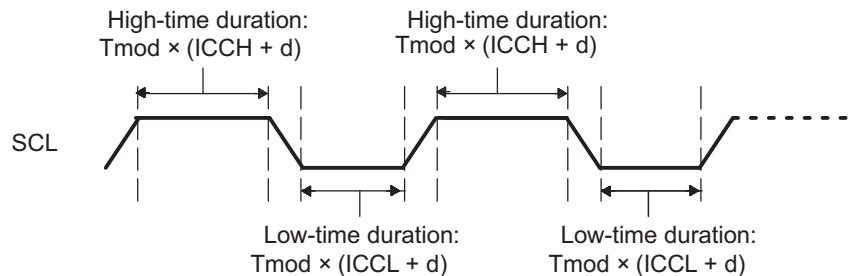 High-time duration:
Tmod × (ICCH + d)
High-time duration:
Tmod × (ICCH + d)
SCL
Low-time duration:
Tmod × (ICCL + d)
Low-time duration:
Tmod × (ICCL + d)